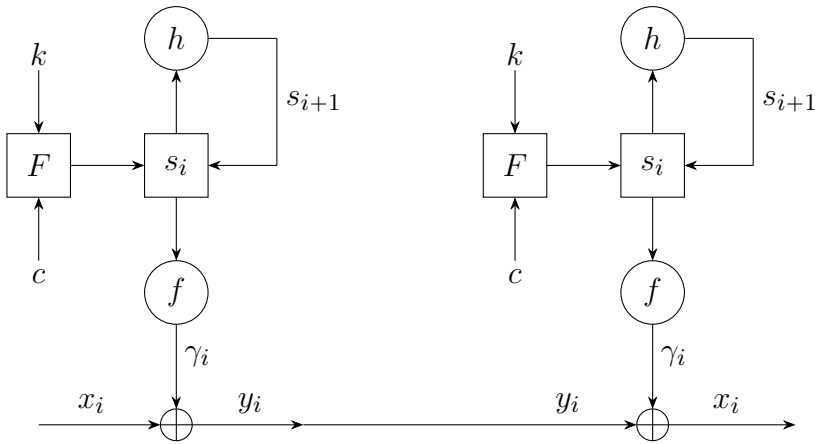 h h
k k
s_{i+1} s_{i+1}
F s_i F s_i
c c
f f
γ_i γ_i
x_i y_i y_i x_i